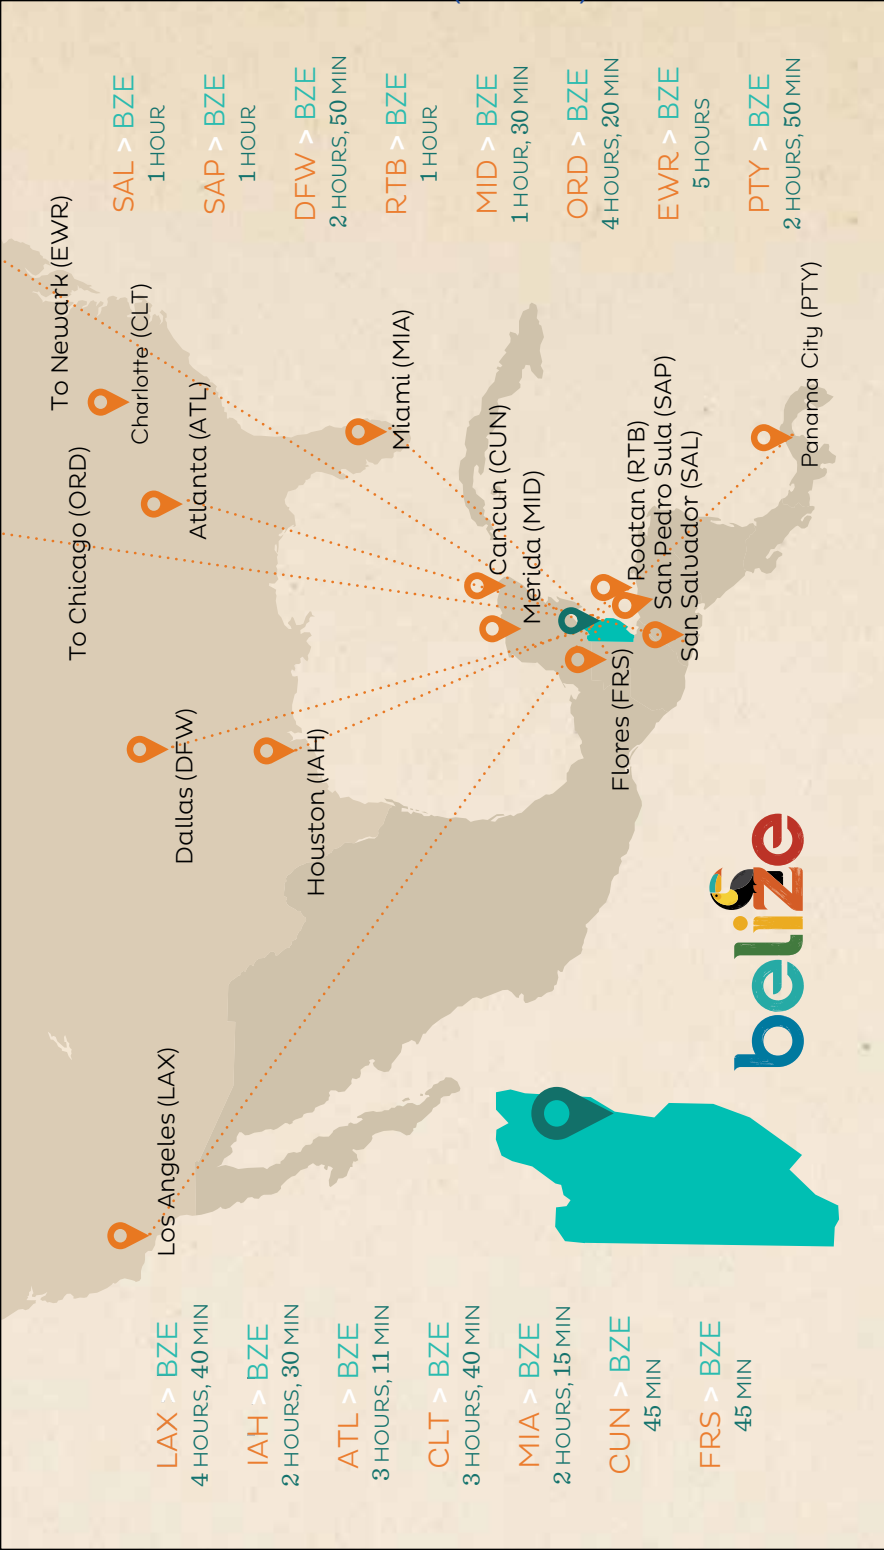 LAX > BZE
4 HOURS, 40 MIN
IAH > BZE
2 HOURS, 30 MIN
ATL > BZE
3 HOURS, 11 MIN
CLT > BZE
3 HOURS, 40 MIN
MIA > BZE
2 HOURS, 15 MIN
CUN > BZE
45 MIN
FRS > BZE
45 MIN
To Newark (EWR)
To Chicago (ORD)
Charlotte (CLT)
Los Angeles (LAX)
Dallas (DFW)
Atlanta (ATL)
Houston (IAH)
Miami (MIA)
Cancun (CUN)
Merida (MID)
Flores (FRS)
Roatan (RTB)
San Pedro Sula (SAP)
San Salvador (SAL)
Panama City (PTY)
belize
SAL > BZE
1 HOUR
SAP > BZE
1 HOUR
DFW > BZE
2 HOURS, 50 MIN
RTB > BZE
1 HOUR
MID > BZE
1 HOUR, 30 MIN
ORD > BZE
4 HOURS, 20 MIN
EWR > BZE
5 HOURS
PTY > BZE
2 HOURS, 50 MIN